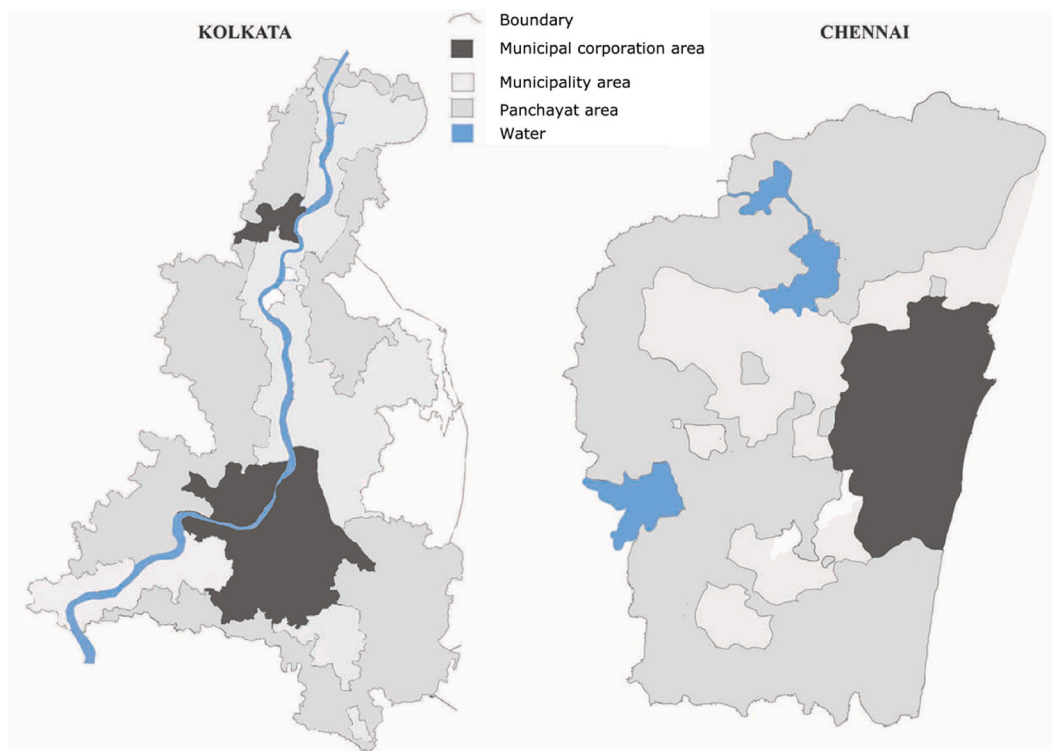 KOLKATA
Boundary
Municipal corporation area
Municipality area
Panchayat area
Water
CHENNAI